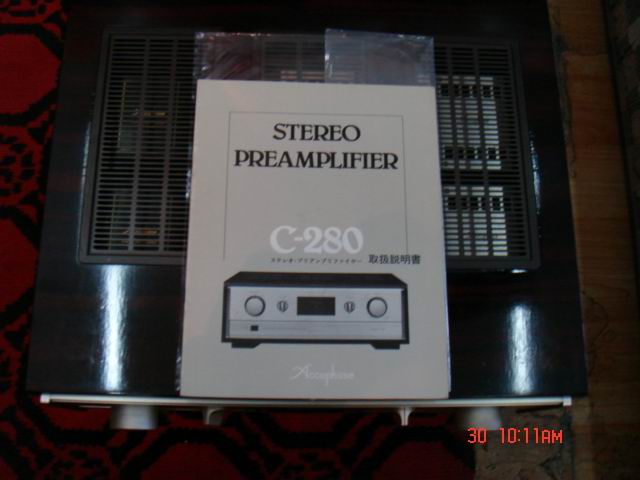 STEREO
PREAMPLIFIER
C-280
ステレオ・プリアンプリファイヤー 取扱説明書
Accuphase
30 10:11AM